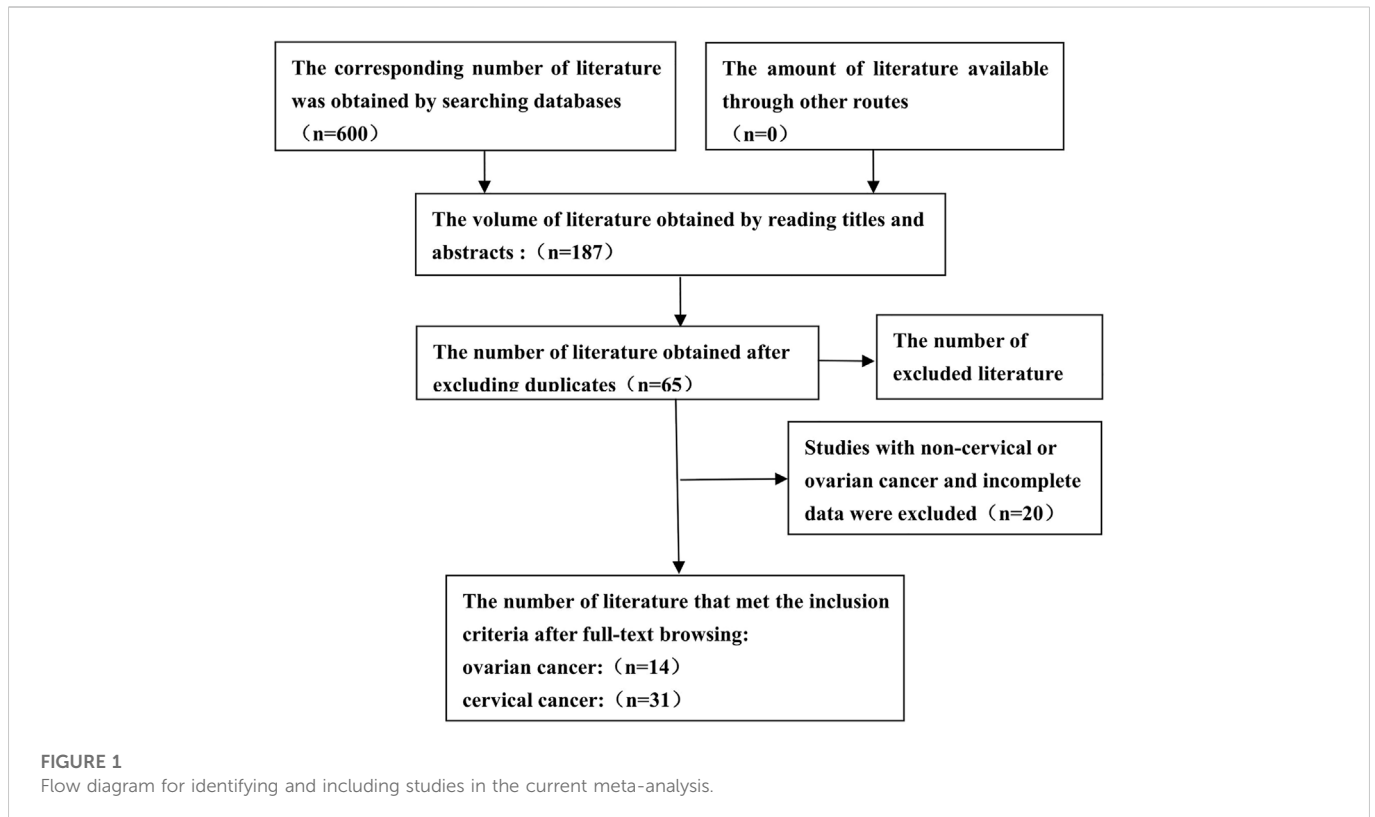 The corresponding number of literature
was obtained by searching databases
（n=600）
The amount of literature available
through other routes
（n=0）
The volume of literature obtained by reading titles and
abstracts :（n=187）
The number of literature obtained after
excluding duplicates（n=65）
The number of
excluded literature
Studies with non-cervical or
ovarian cancer and incomplete
data were excluded（n=20）
The number of literature that met the inclusion
criteria after full-text browsing:
ovarian cancer:（n=14）
cervical cancer:（n=31）
FIGURE 1
Flow diagram for identifying and including studies in the current meta-analysis.